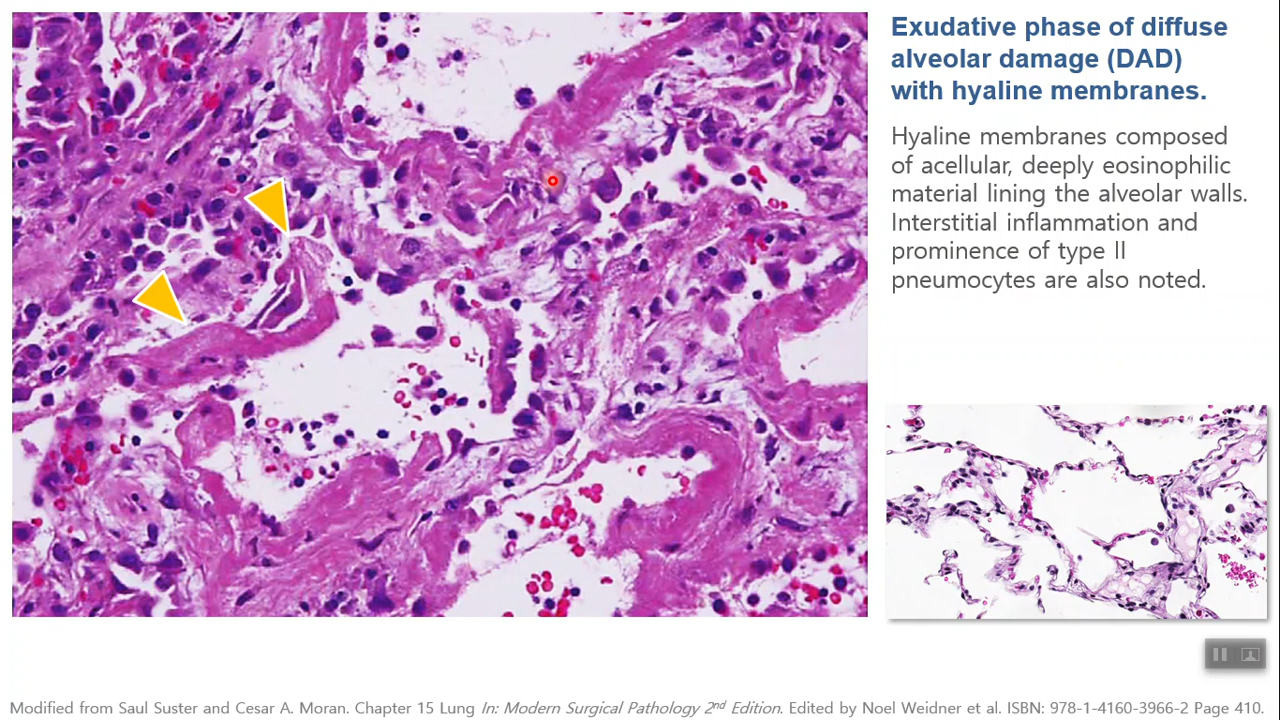 Exudative phase of diffuse
alveolar damage (DAD)
with hyaline membranes.
Hyaline membranes composed
of acellular, deeply eosinophilic
material lining the alveolar walls.
Interstitial inflammation and
prominence of type II
pneumocytes are also noted.
Modified from Saul Suster and Cesar A. Moran. Chapter 15 Lung In: Modern Surgical Pathology 2nd Edition. Edited by Noel Weidner et al. ISBN: 978-1-4160-3966-2 Page 410.